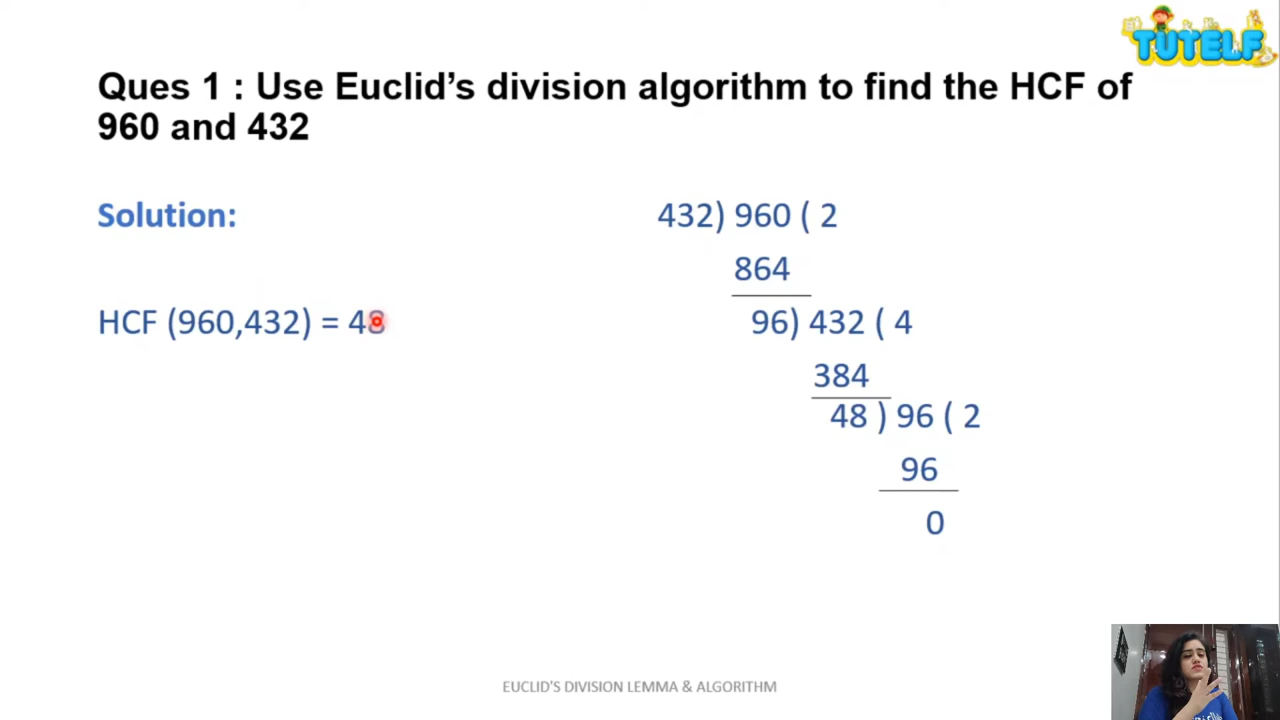 TUTELF
Ques 1 : Use Euclid's division algorithm to find the HCF of
960 and 432
Solution:
HCF (960,432) = 48
432) 960 ( 2
864
96) 432 ( 4
384
48 ) 96 ( 2
96
0
EUCLID'S DIVISION LEMMA & ALGORITHM